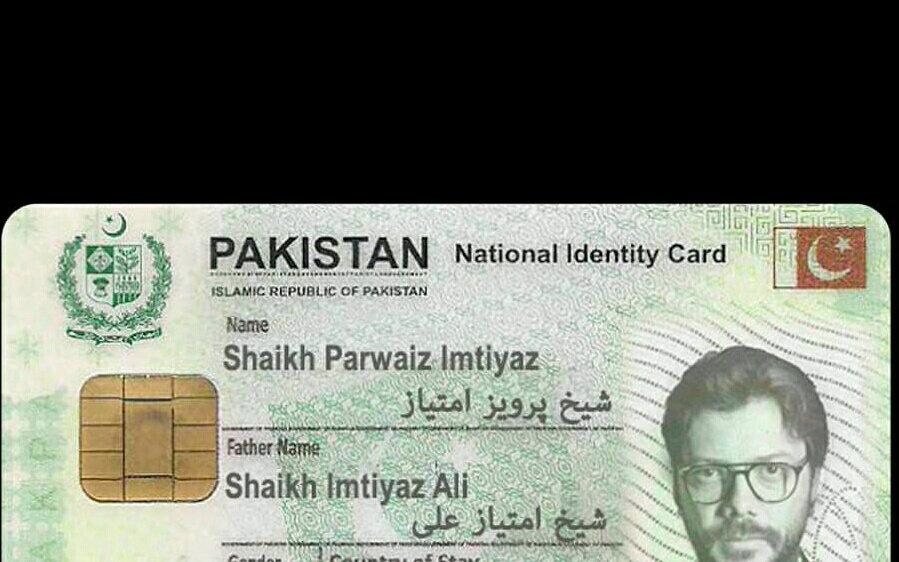 PAKISTAN National Identity Card
ISLAMIC REPUBLIC OF PAKISTAN
Name
Shaikh Parwaiz Imtiyaz
شیخ پرویز امتیاز
Father Name
Shaikh Imtiyaz Ali
شیخ امتیاز علی
Gender Country of Stay